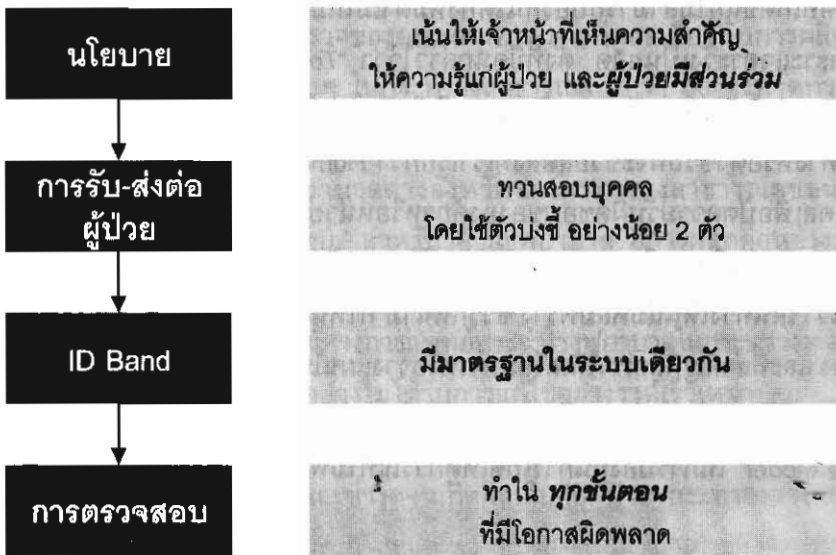 นโยบาย
เน้นให้เจ้าหน้าที่เห็นความสำคัญ
ให้ความรู้แก่ผู้ป่วย และผู้ป่วยมีส่วนร่วม
การรับ-ส่งต่อ
ผู้ป่วย
ทวนสอบบุคคล
โดยใช้ตัวบ่งชี้ อย่างน้อย 2 ตัว
ID Band
มีมาตรฐานในระบบเดียวกัน
การตรวจสอบ
ทำใน ทุกขั้นตอน
ที่มีโอกาสผิดพลาด